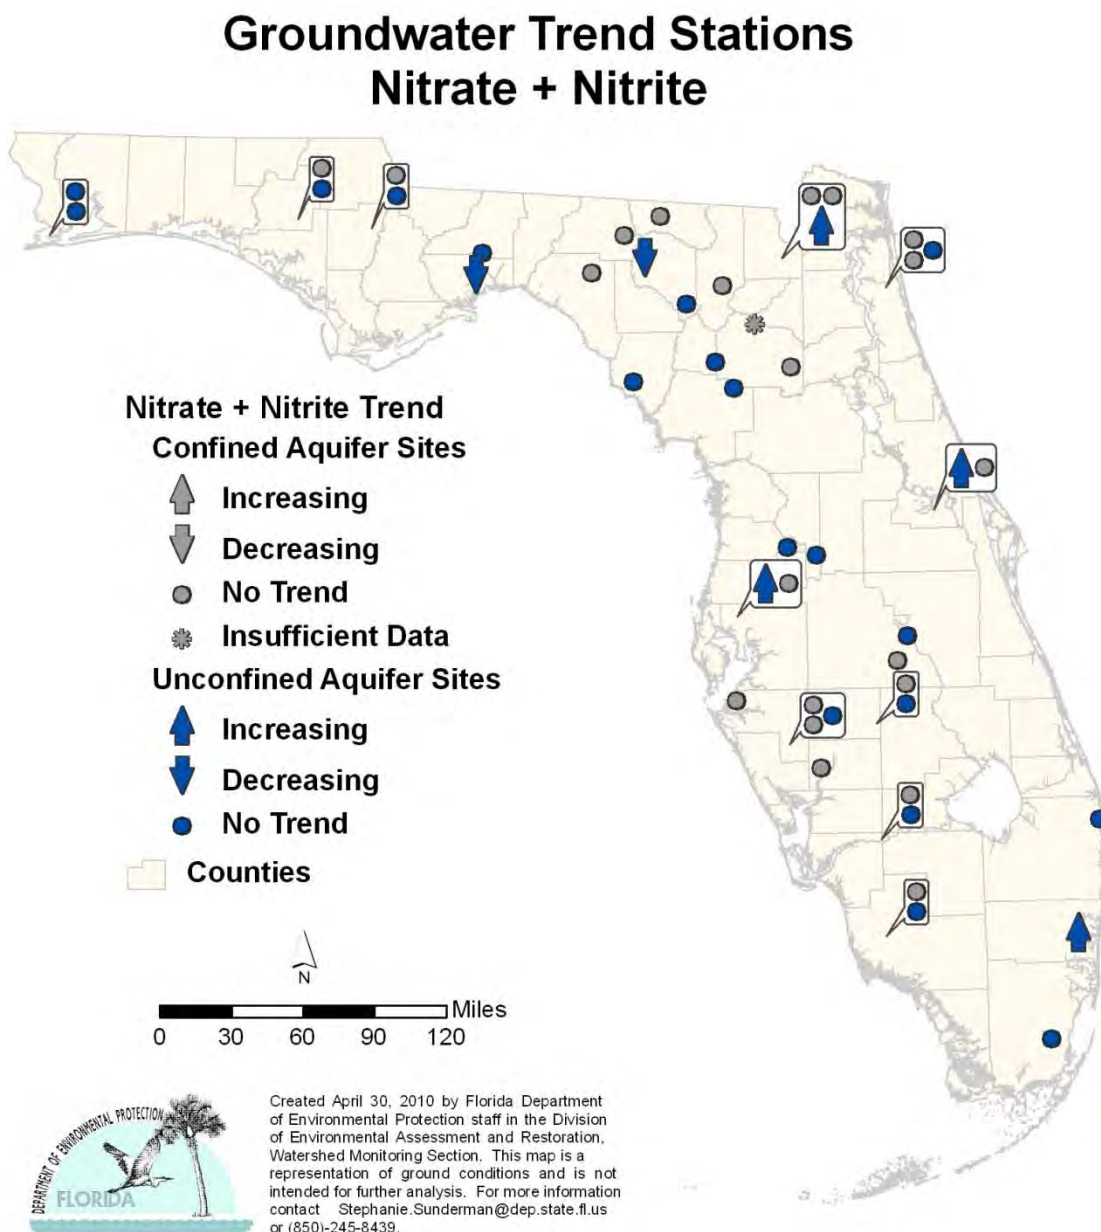 Groundwater Trend Stations
Nitrate + Nitrite
Nitrate + Nitrite Trend
Confined Aquifer Sites
Increasing
Decreasing
No Trend
Insufficient Data
Unconfined Aquifer Sites
Increasing
Decreasing
No Trend
Counties
N
Miles
0 30 60 90 120
DEPARTMENT OF ENVIRONMENTAL PROTECTION
FLORIDA
Created April 30, 2010 by Florida Department
of Environmental Protection staff in the Division
of Environmental Assessment and Restoration,
Watershed Monitoring Section. This map is a
representation of ground conditions and is not
intended for further analysis. For more information
contact Stephanie.Sunderman@dep.state.fl.us
or (850)-245-8439.